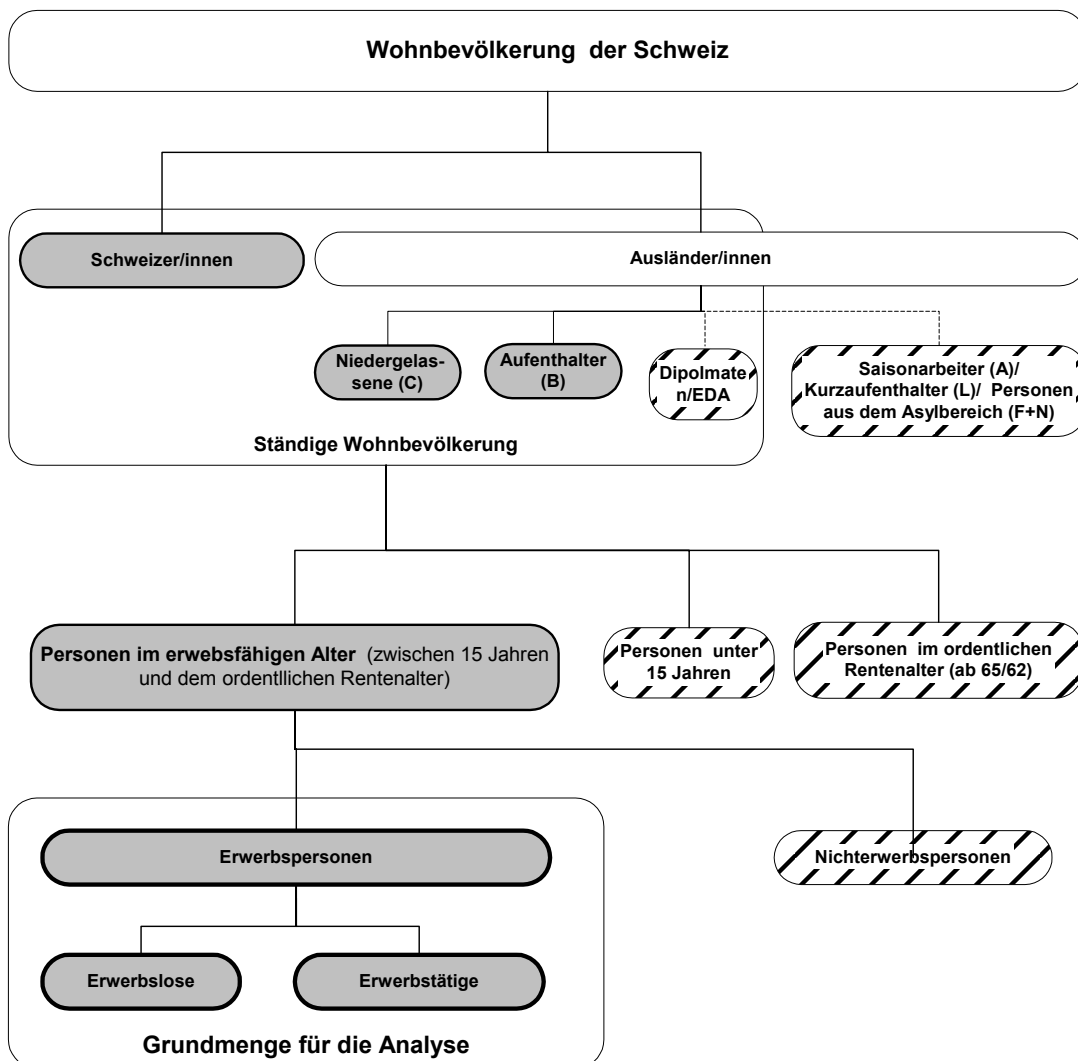 Wohnbevölkerung der Schweiz
Schweizer/innen
Ausländer/innen
Niedergelas-
sene (C)
Aufenthalter
(B)
Dipolmate
n/EDA
Saisonarbeiter (A)/
Kurzaufenthalter (L)/ Personen
aus dem Asylbereich (F+N)
Ständige Wohnbevölkerung
Personen im erwebsfähigen Alter (zwischen 15 Jahren
und dem ordentllichen Rentenalter)
Personen unter
15 Jahren
Personen im ordentlichen
Rentenalter (ab 65/62)
Erwerbspersonen
Nichterwerbspersonen
Erwerbslose
Erwerbstätige
Grundmenge für die Analyse